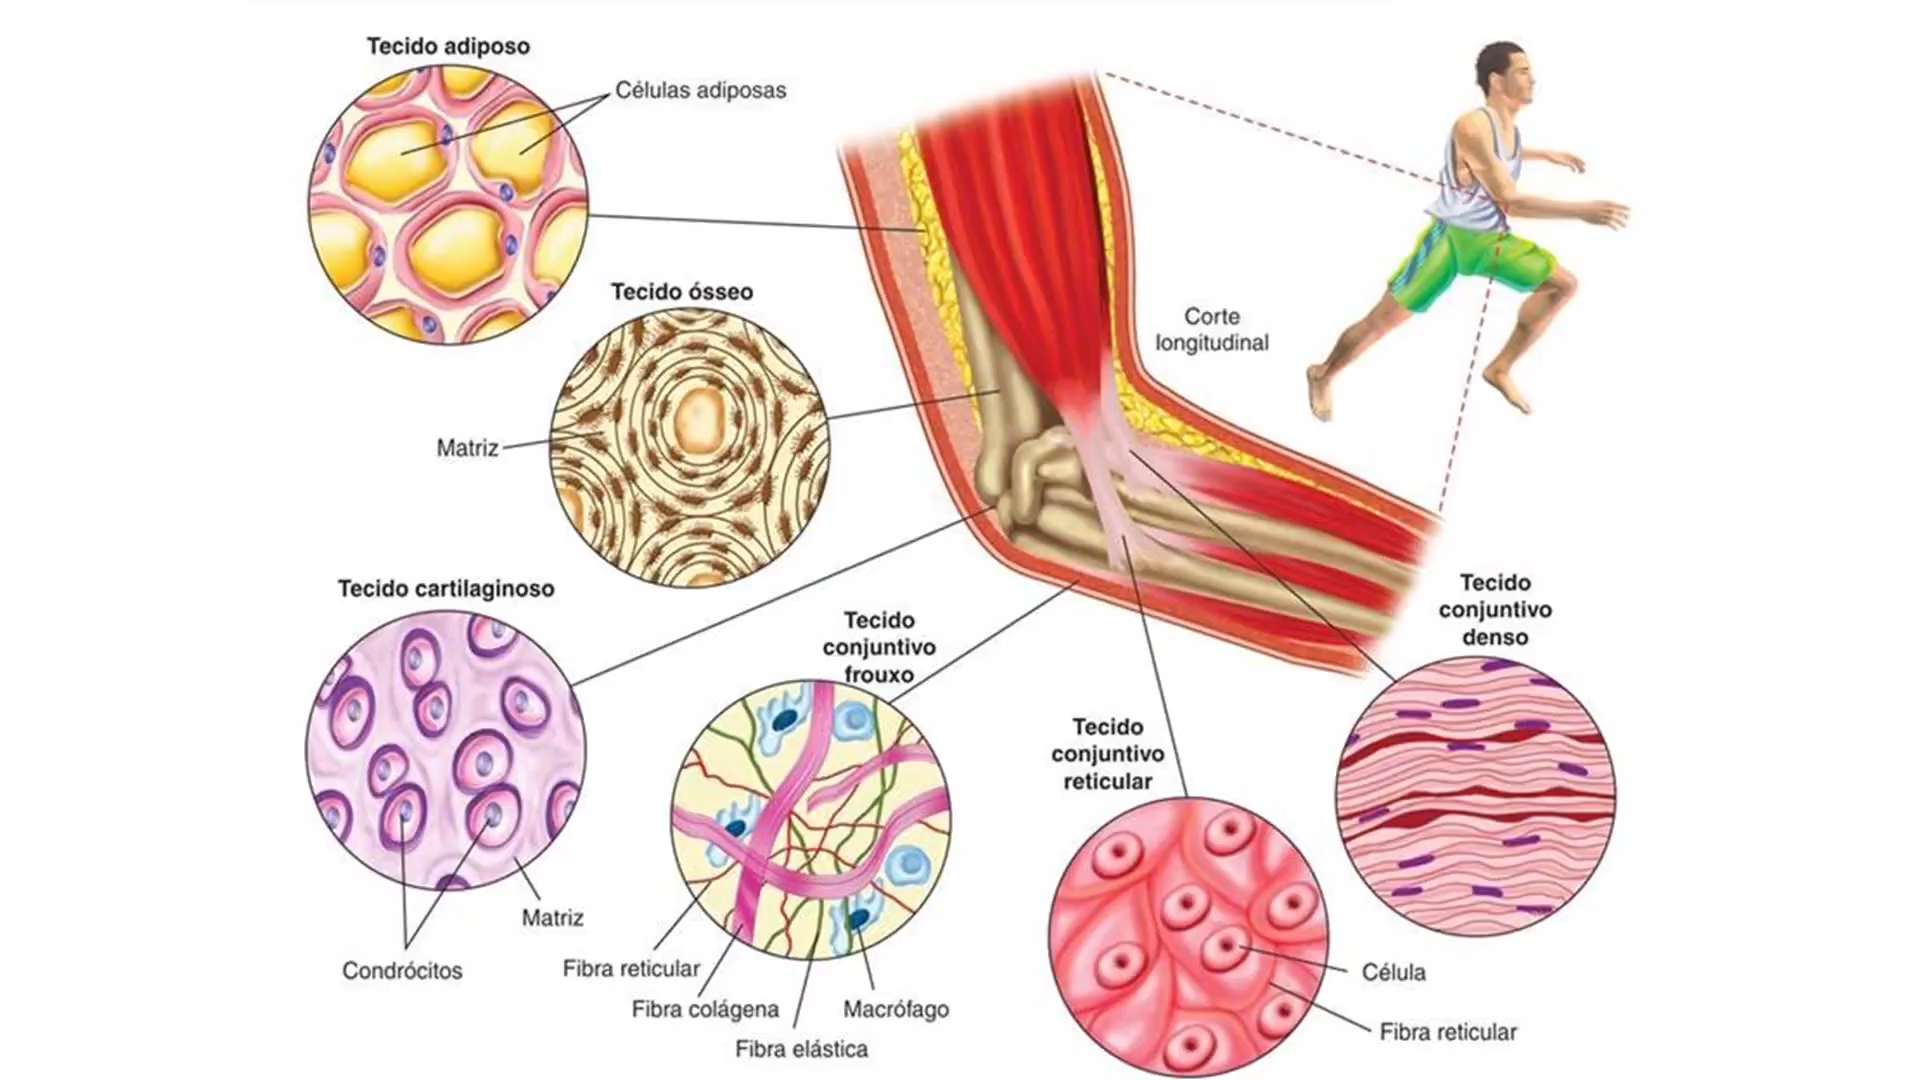 Tecido adiposo
Células adiposas
Tecido ósseo
Corte
longitudinal
Matriz
Tecido cartilaginoso
Tecido
conjuntivo
frouxo
Tecido
conjuntivo
denso
Tecido
conjuntivo
reticular
Matriz
Condrócitos
Fibra reticular
Fibra colágena
Fibra elástica
Macrófago
Célula
Fibra reticular